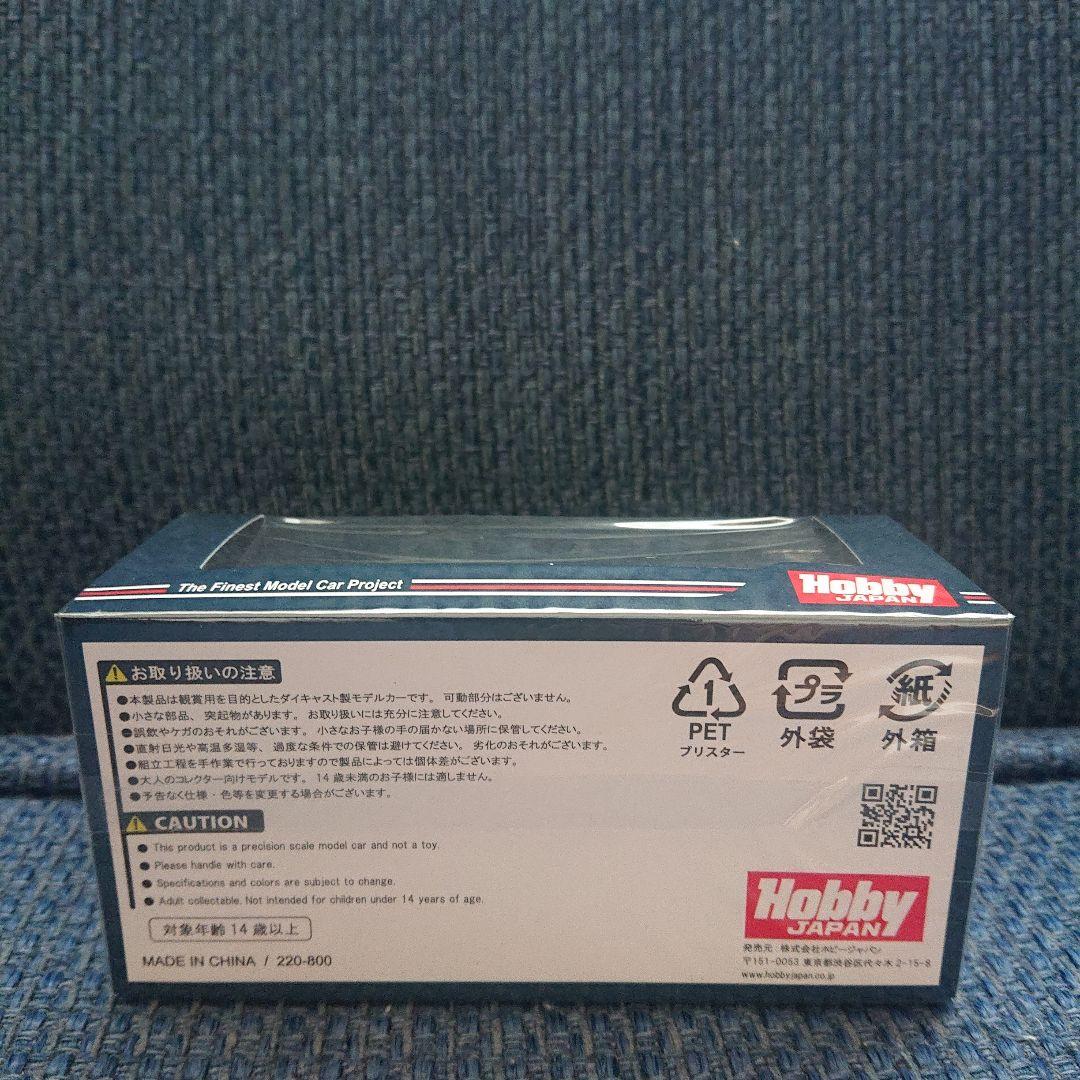 The Finest Model Car Project
Hobby JAPAN
お取り扱いの注意
●本製品は観賞用を目的としたダイキャスト製モデルカーです。可動部分はございません。
●小さな部品、突起物があります。お取り扱いには充分に注意してください。
●誤飲やケガのおそれがございます。小さなお子様の手の届かない場所に保管してください。
●直射日光や高温多湿等、過度な条件での保管は避けてください。劣化のおそれがございます。
●組立工程を手作業で行っておりますので製品によっては個体差がございます。
●大人のコレクター向けモデルです。14歳未満のお子様には適しません。
●予告なく仕様・色等を変更する場合がございます。
CAUTION
● This product is a precision scale model car and not a toy.
● Please handle with care.
● Specifications and colors are subject to change.
● Adult collectable. Not intended for children under 14 years of age.
対象年齢14歳以上
MADE IN CHINA / 220-800
1
PET
ブリスター
プラ
外袋
紙
外箱
Hobby JAPAN
発売元 株式会社ホビージャパン
〒151-0053 東京都渋谷区代々木2-15-8
www.hobbyjapan.co.jp